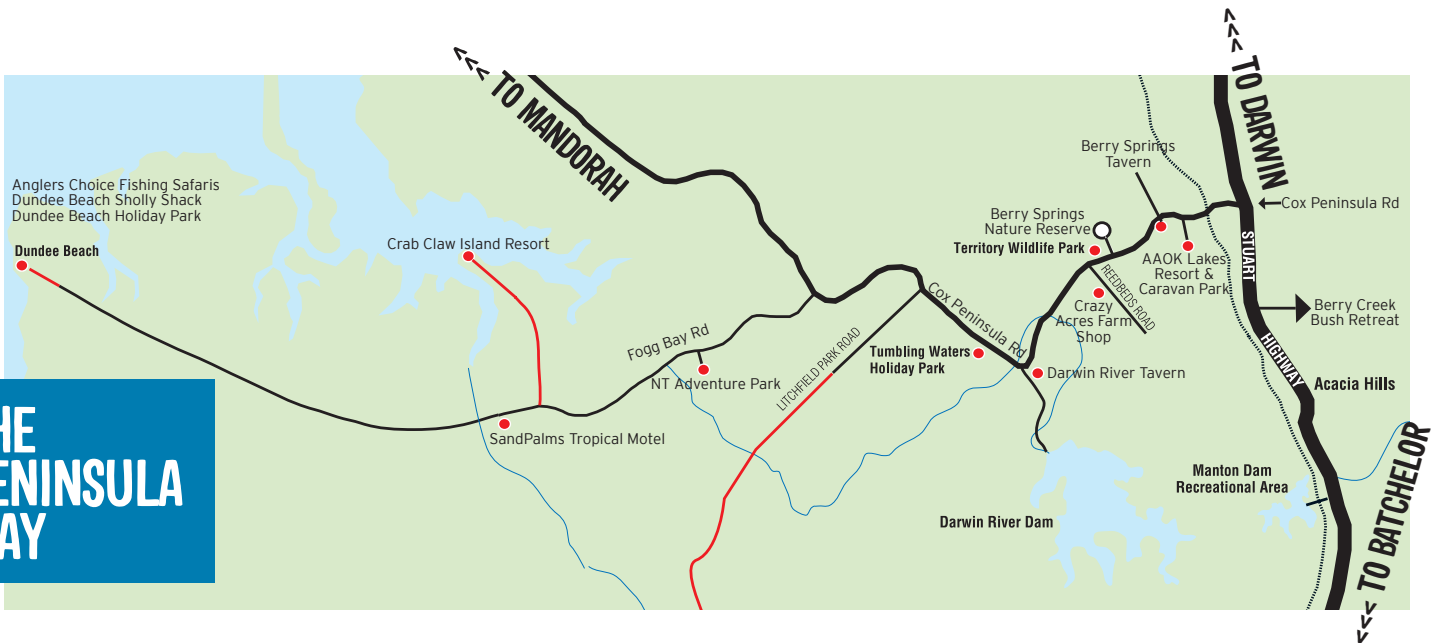 <<< TO MANDORAH
<<< TO DARWIN
Anglers Choice Fishing Safaris
Dundee Beach Sholly Shack
Dundee Beach Holiday Park
Dundee Beach
Crab Claw Island Resort
Berry Springs
Tavern
Berry Springs
Nature Reserve
Territory Wildlife Park
Cox Peninsula Rd
AAOK Lakes
Resort &
Caravan Park
REEDBEDS ROAD
Crazy
Acres Farm
Shop
STUART
HIGHWAY
Berry Creek
Bush Retreat
Fogg Bay Rd
NT Adventure Park
LITCHFIELD PARK ROAD
Cox Peninsula Rd
Tumbling Waters
Holiday Park
Darwin River Tavern
Acacia Hills
SandPalms Tropical Motel
Manton Dam
Recreational Area
Darwin River Dam
<<< TO BATCHELOR
HE
ENINSULA
AY